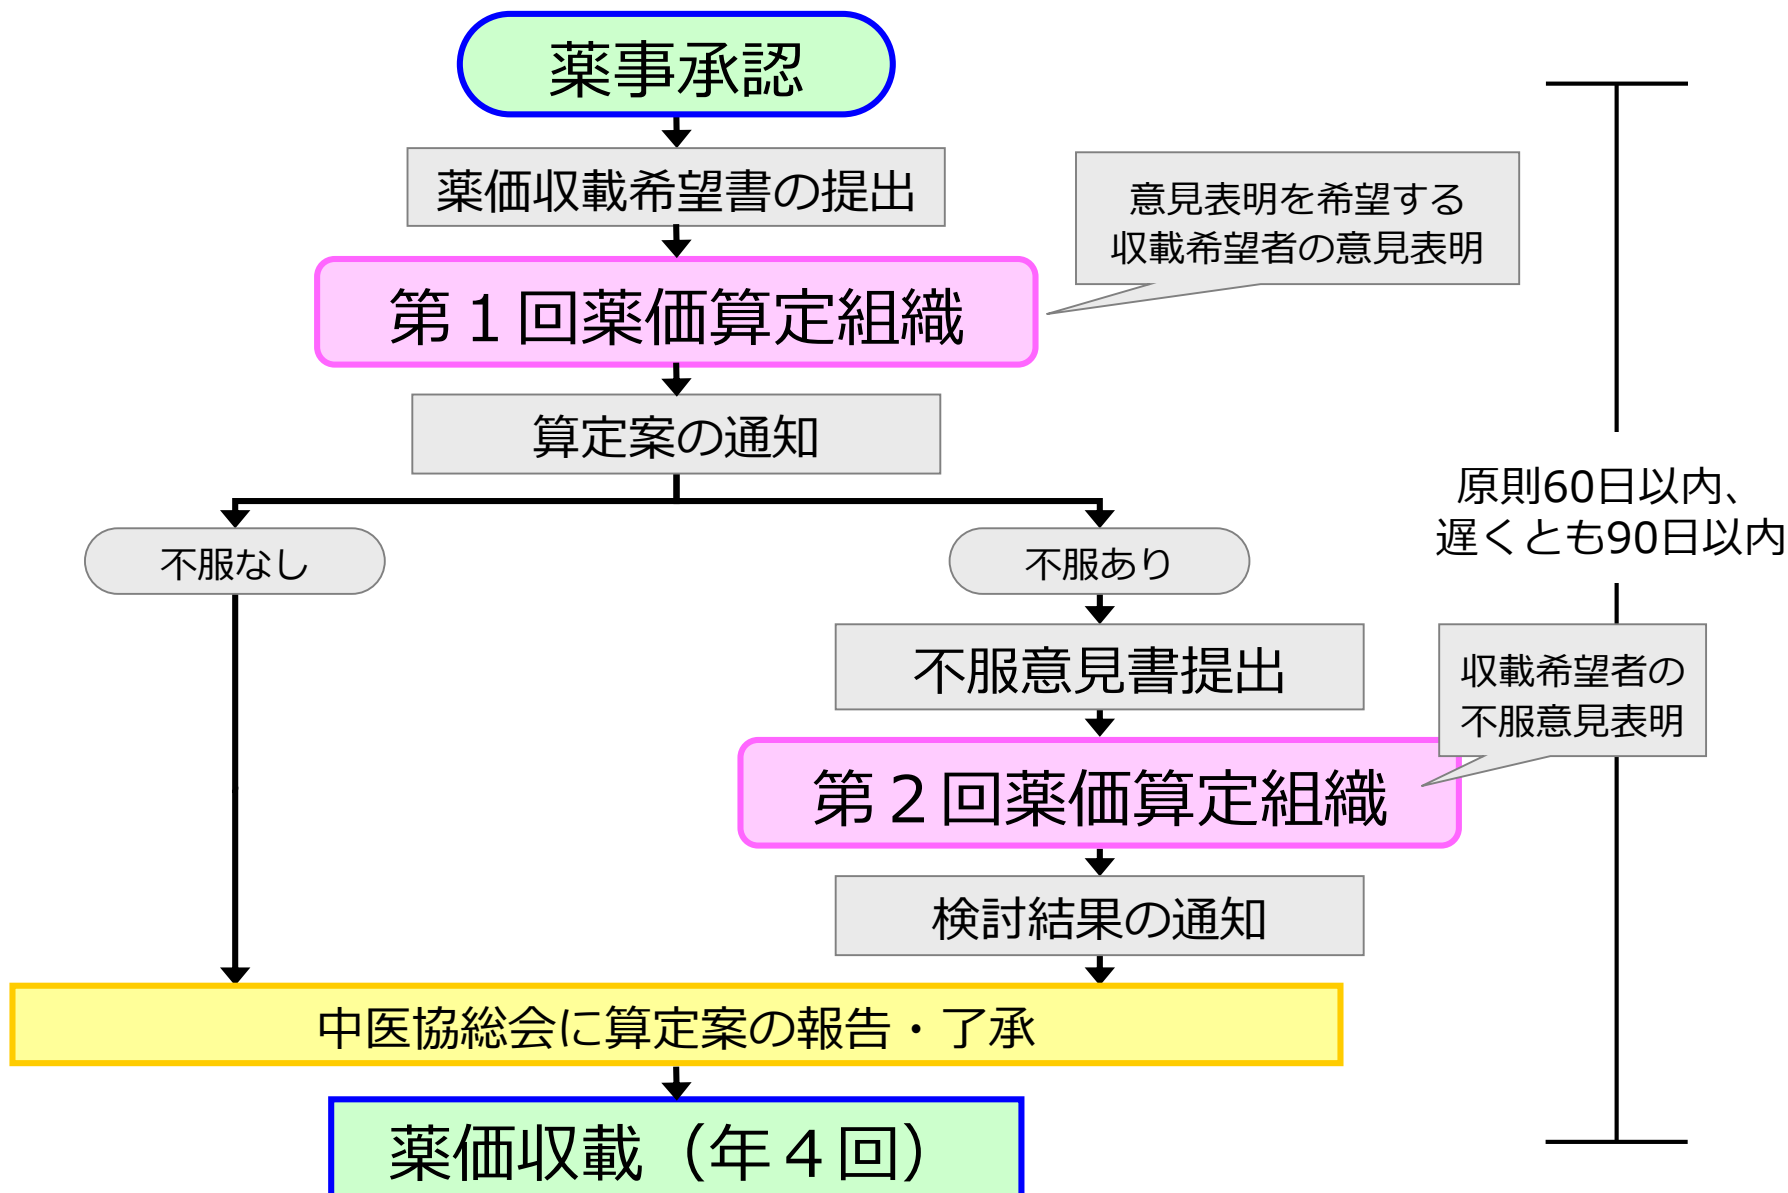 薬事承認
薬価収載希望書の提出
意見表明を希望する
収載希望者の意見表明
第１回薬価算定組織
算定案の通知
原則60日以内、
遅くとも90日以内
不服なし
不服あり
不服意見書提出
収載希望者の
不服意見表明
第２回薬価算定組織
検討結果の通知
中医協総会に算定案の報告・了承
薬価収載（年４回）